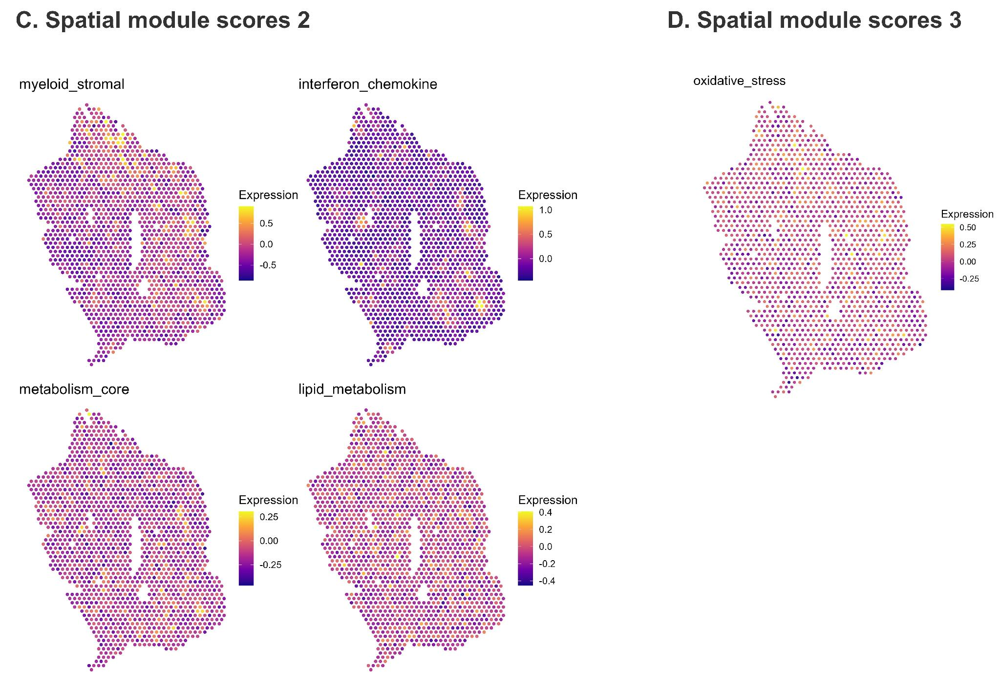 C. Spatial module scores 2
D. Spatial module scores 3
myeloid_stromal
Expression
0.5
0.0
-0.5
interferon_chemokine
Expression
1.0
0.5
0.0
oxidative_stress
Expression
0.50
0.25
0.00
-0.25
metabolism_core
Expression
0.25
0.00
-0.25
lipid_metabolism
Expression
0.4
0.2
0.0
-0.2
-0.4